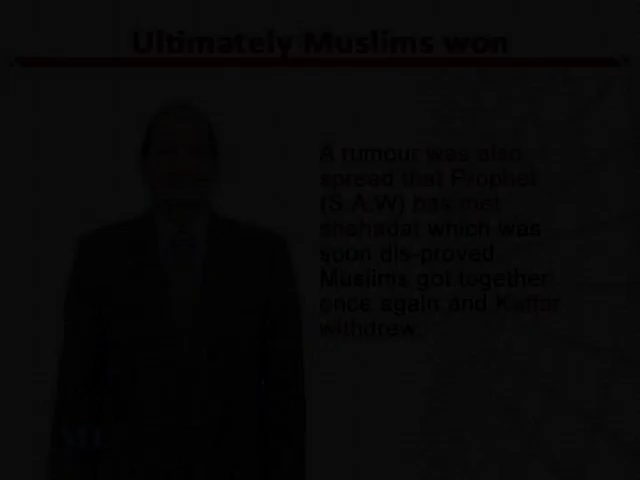 Ultimately Muslims won
A rumour was also
spread that Prophet
(S.A.W) has met
shehadat which was
soon dis-proved
Muslims got together
once again and Kuffar
withdrew.